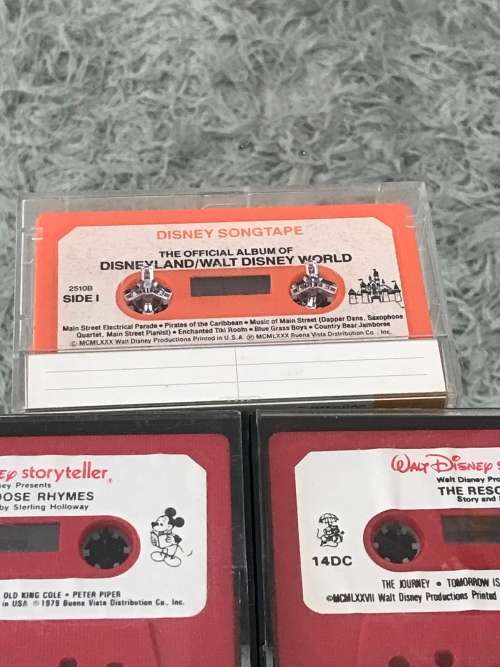 DISNEY SONGTAPE
THE OFFICIAL ALBUM OF
DISNEYLAND/WALT DISNEY WORLD
2510B
SIDE I
Main Street Electrical Parade • Pirates of the Caribbean • Music of Main Street (Dapper Dans, Saxophone
Quartet, Main Street Pianist) • Enchanted Tiki Room • Blue Grass Boys • Country Bear Jamboree
© MCMLXXX Walt Disney Productions Printed in U.S.A. ℗ MCMLXXX Buena Vista Distribution Co., Inc.
storyteller
Presents
RHYMES
by Sterling Holloway
OLD KING COLE • PETER PIPER
in USA © 1979 Buena Vista Distribution Co., Inc.
WALT DISNEY
Walt Disney
THE
Story and
14DC
THE JOURNEY • TOMORROW IS
©MCMLXXVII Walt Disney Productions Printed